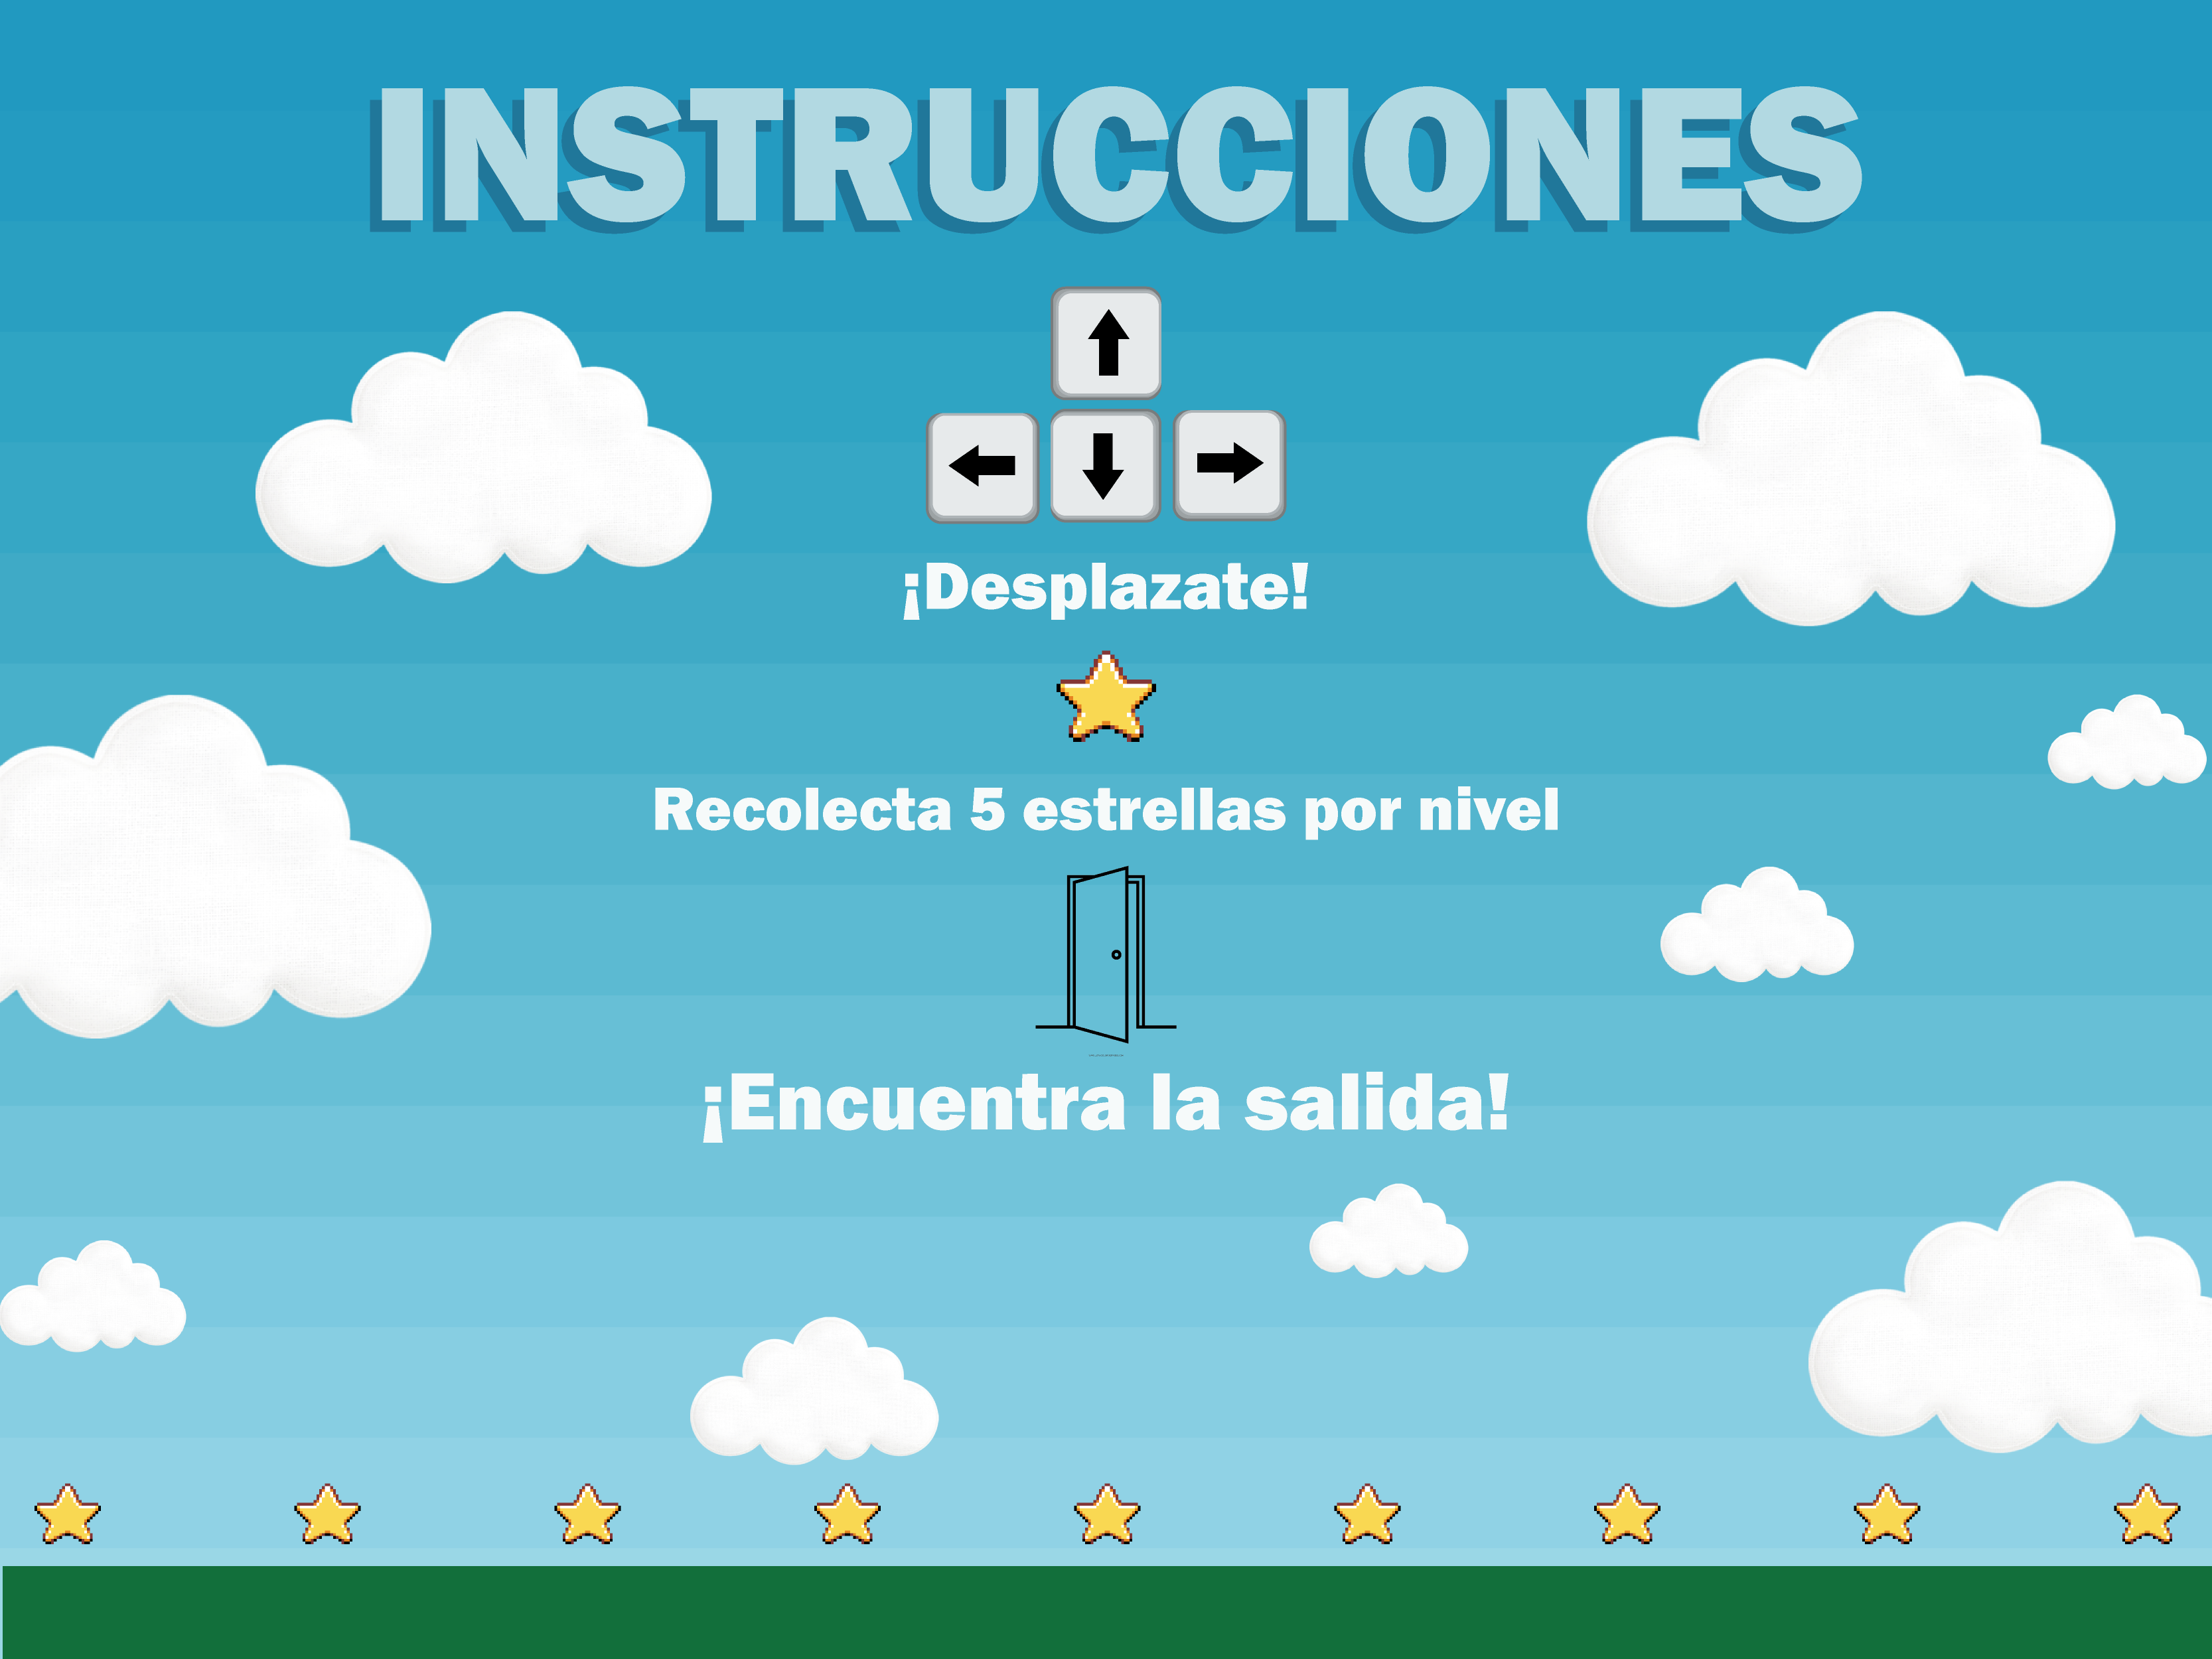 INSTRUCCIONES
¡Desplazate!
Recolecta 5 estrellas por nivel
¡Encuentra la salida!